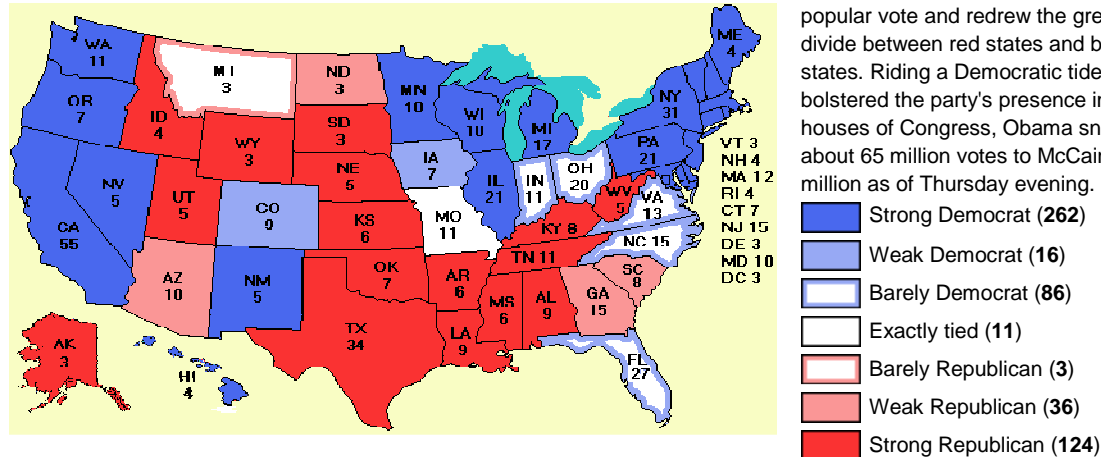 WA
11
OR
7
CA
55
NV
5
ID
4
MI
3
WY
3
UT
5
AZ
10
CO
9
NM
5
ND
3
SD
3
NE
5
KS
6
OK
7
TX
34
MN
10
IA
7
MO
11
AR
6
LA
9
WI
10
IL
21
MI
17
IN
11
OH
20
KY 8
TN 11
MS
6
AL
9
GA
15
FL
27
SC
8
NC 15
VA
13
WV
5
PA
21
NY
31
ME
4
AK
3
HI
4
VT 3
NH 4
MA 12
RI 4
CT 7
NJ 15
DE 3
MD 10
DC 3
popular vote and redrew the
divide between red states and
states. Riding a Democratic tide
bolstered the party's presence
houses of Congress, Obama
about 65 million votes to
million as of Thursday evening.
Strong Democrat (262)
Weak Democrat (16)
Barely Democrat (86)
Exactly tied (11)
Barely Republican (3)
Weak Republican (36)
Strong Republican (124)